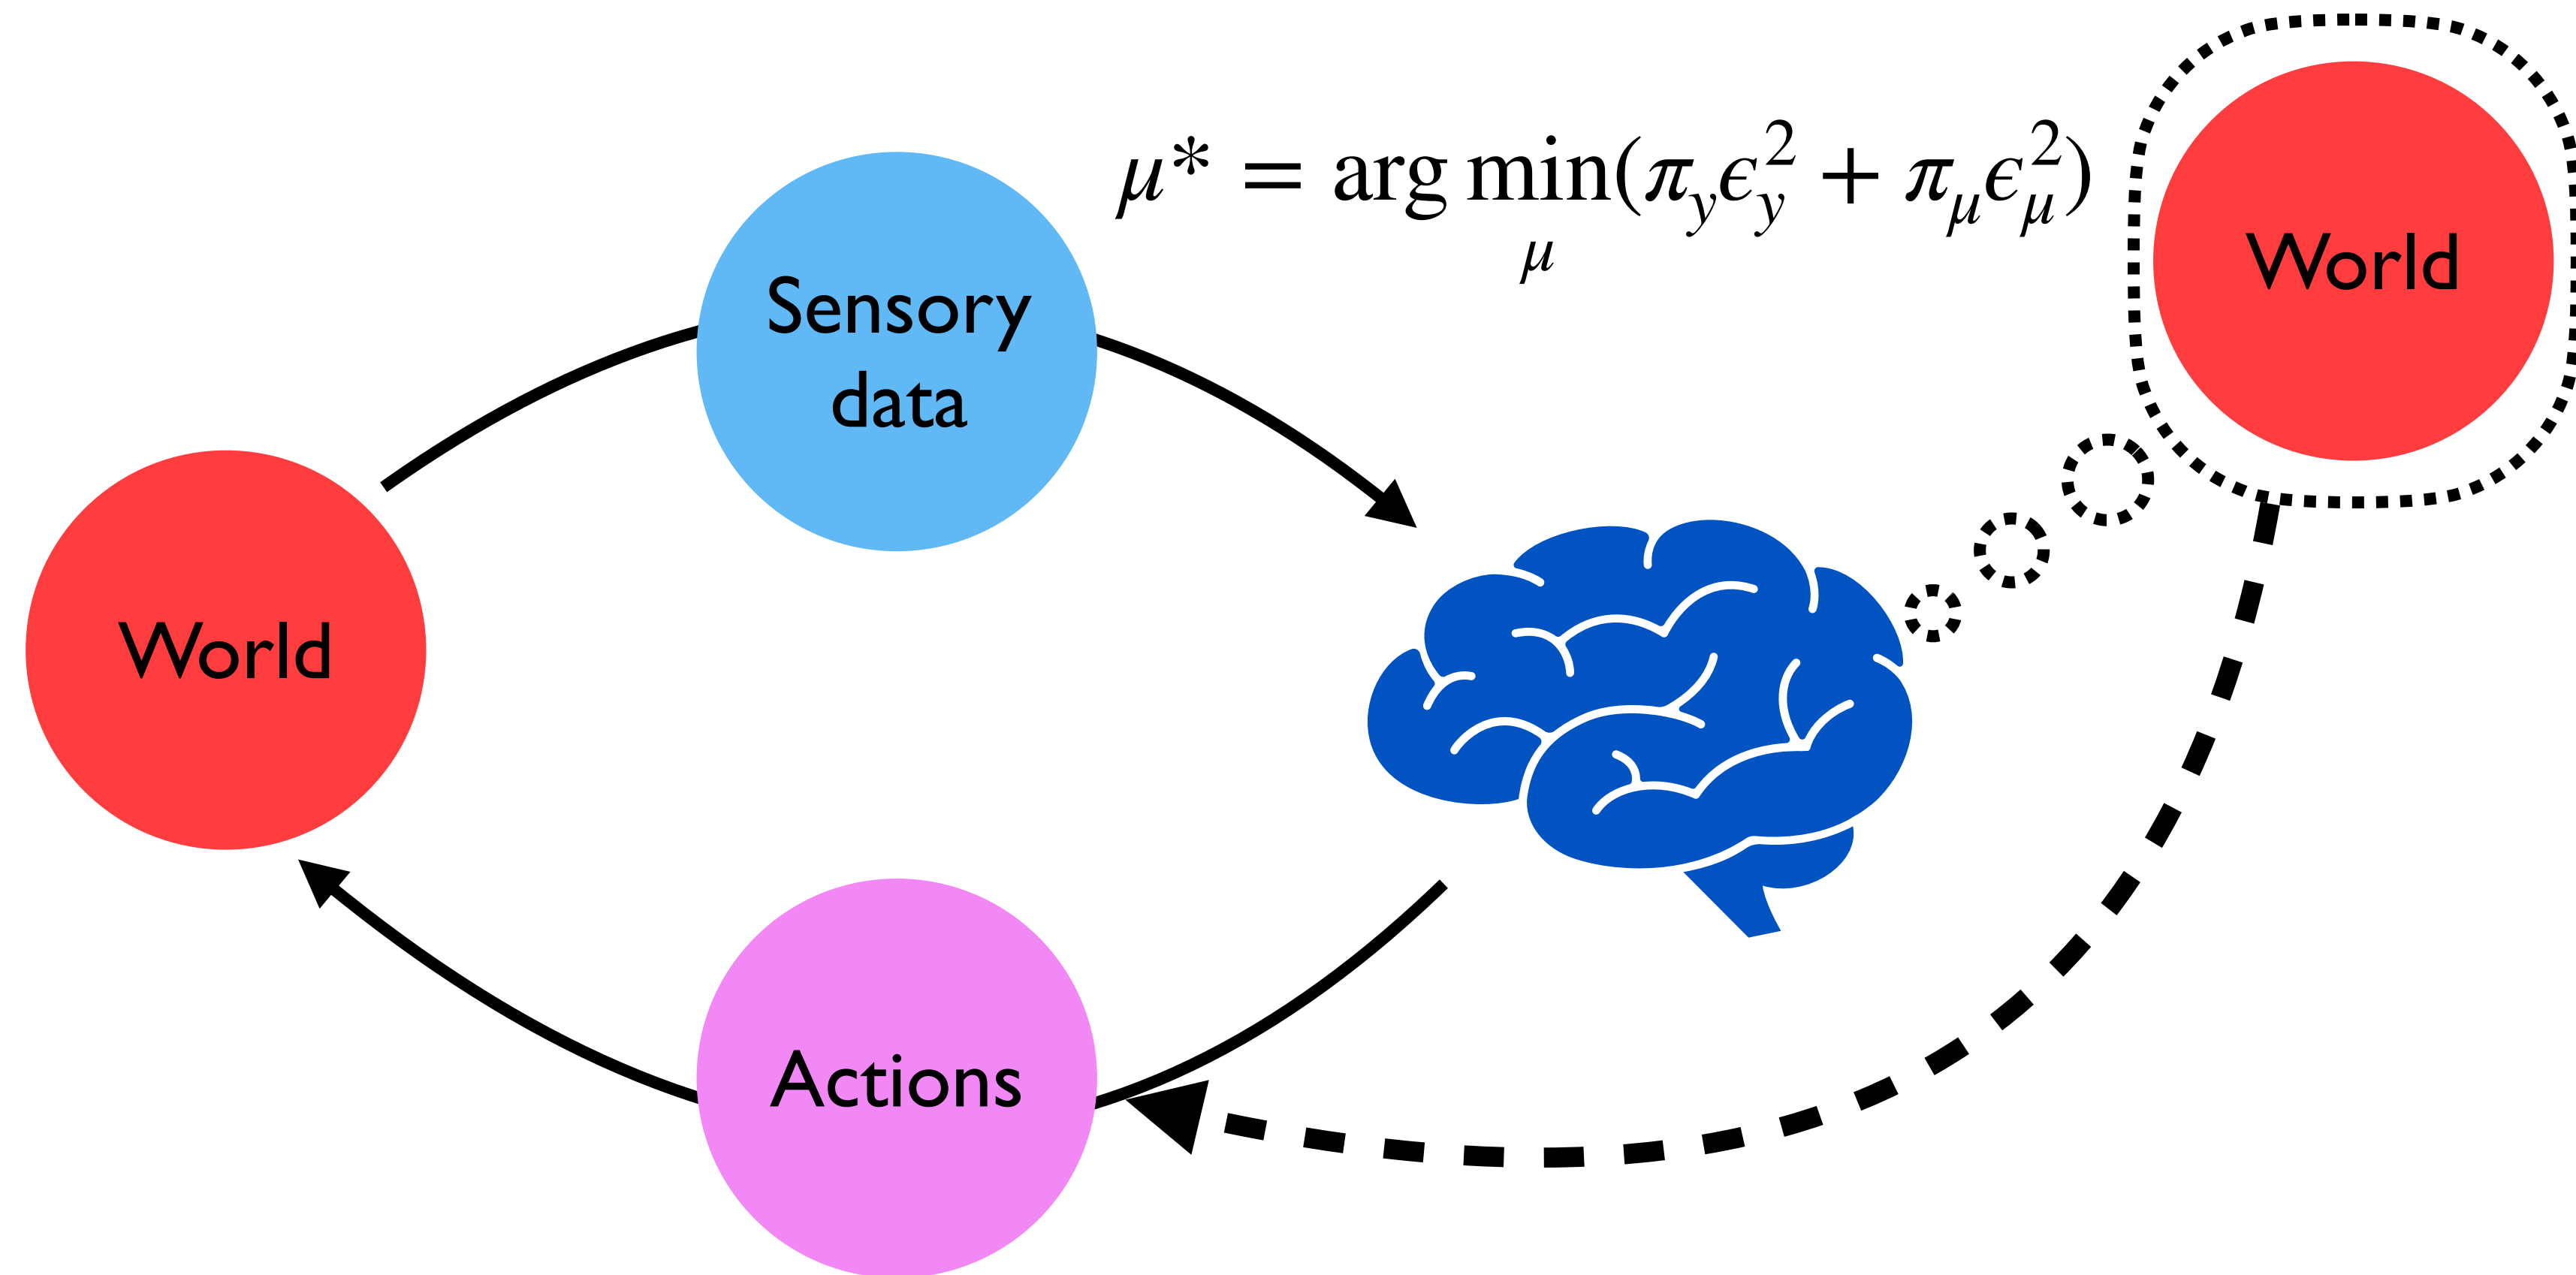 μ* = arg min(π_y ϵ_y^2 + π_μ ϵ_μ^2)
μ
World
Sensory
data
World
Actions